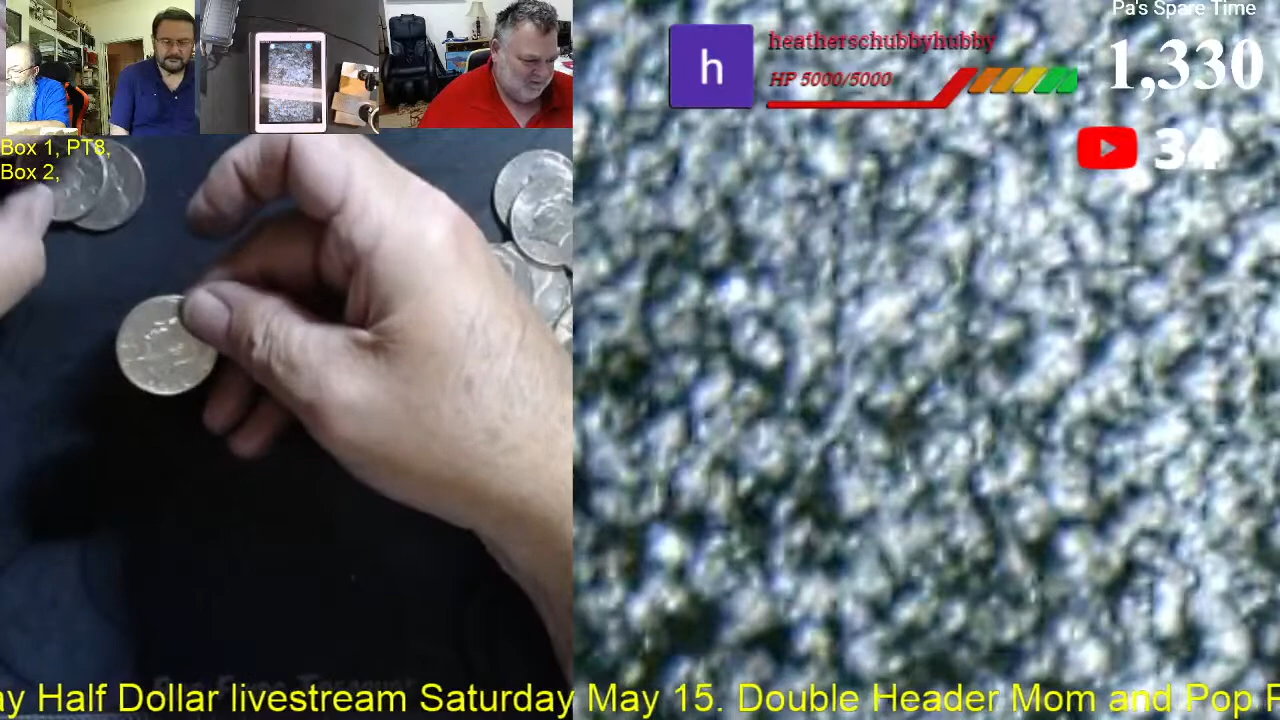 Pa's Spare Time
heatherschubbyhubby
1,330
h
HP 5000/5000
34
Box 1, PT8,
Box 2,
ay Half Dollar livestream Saturday May 15. Double Header Mom and Pop